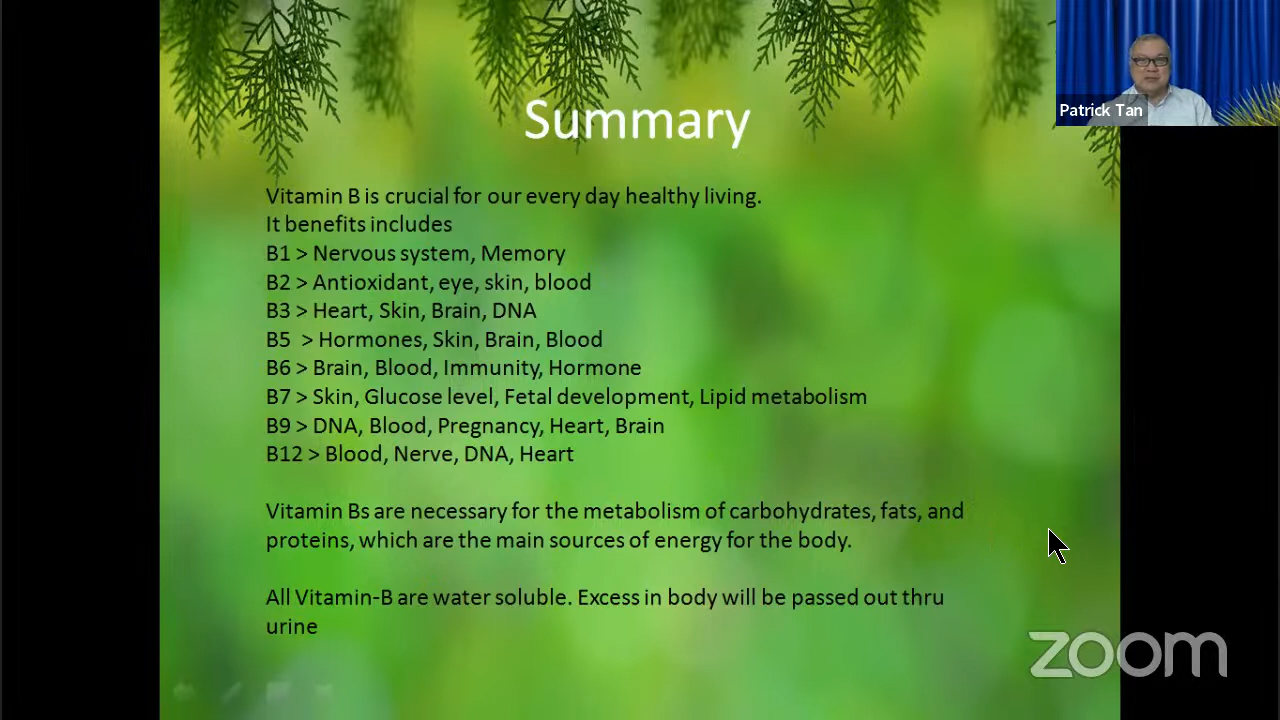 Summary
Patrick Tan
Vitamin B is crucial for our every day healthy living.
It benefits includes
B1 > Nervous system, Memory
B2 > Antioxidant, eye, skin, blood
B3 > Heart, Skin, Brain, DNA
B5  > Hormones, Skin, Brain, Blood
B6 > Brain, Blood, Immunity, Hormone
B7 > Skin, Glucose level, Fetal development, Lipid metabolism
B9 > DNA, Blood, Pregnancy, Heart, Brain
B12 > Blood, Nerve, DNA, Heart
Vitamin Bs are necessary for the metabolism of carbohydrates, fats, and
proteins, which are the main sources of energy for the body.
All Vitamin-B are water soluble. Excess in body will be passed out thru
urine
zoom